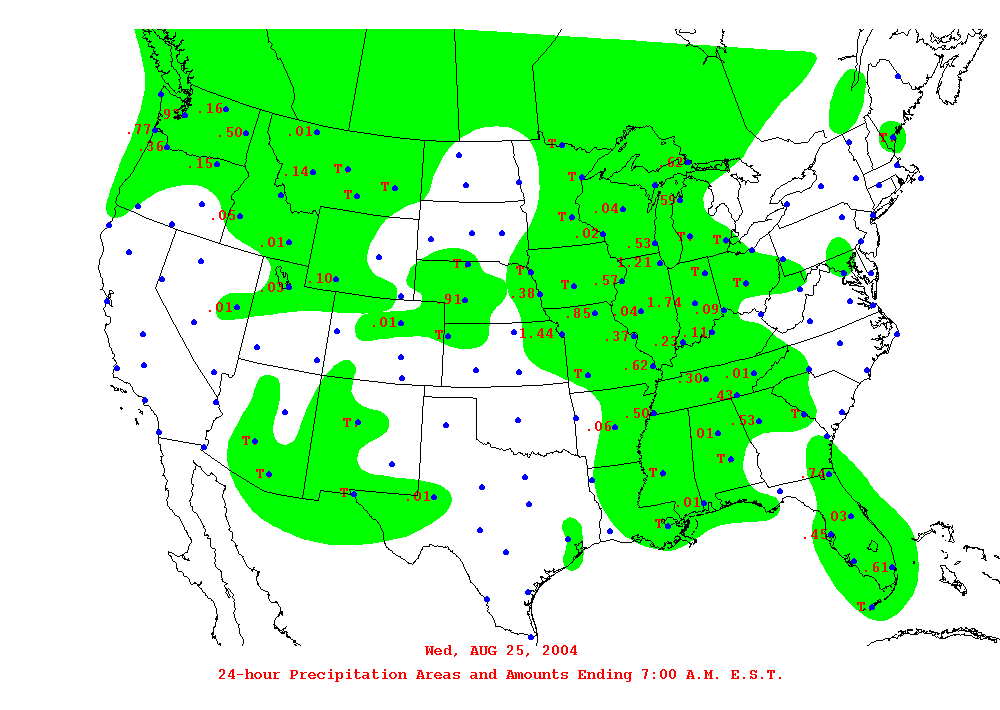 .16
.93
.77
.50
.01
T
.36
.15
.62
.14
T
T
T
T
.59
.04
.05
T
.02
T
T
.01
.53
1.21
T
T
T
.10
.05
.57
T
T
.38
.91
1.74
.01
.85
.04
.09
.01
T
1.44
.37
.11
.23
.62
T
.30
.01
.43
.50
T
T
.53
.06
.01
T
T
T
T
.74
T
.01
.01
.03
T
.45
.61
T
Wed, AUG 25, 2004
24-hour Precipitation Areas and Amounts Ending 7:00 A.M. E.S.T.